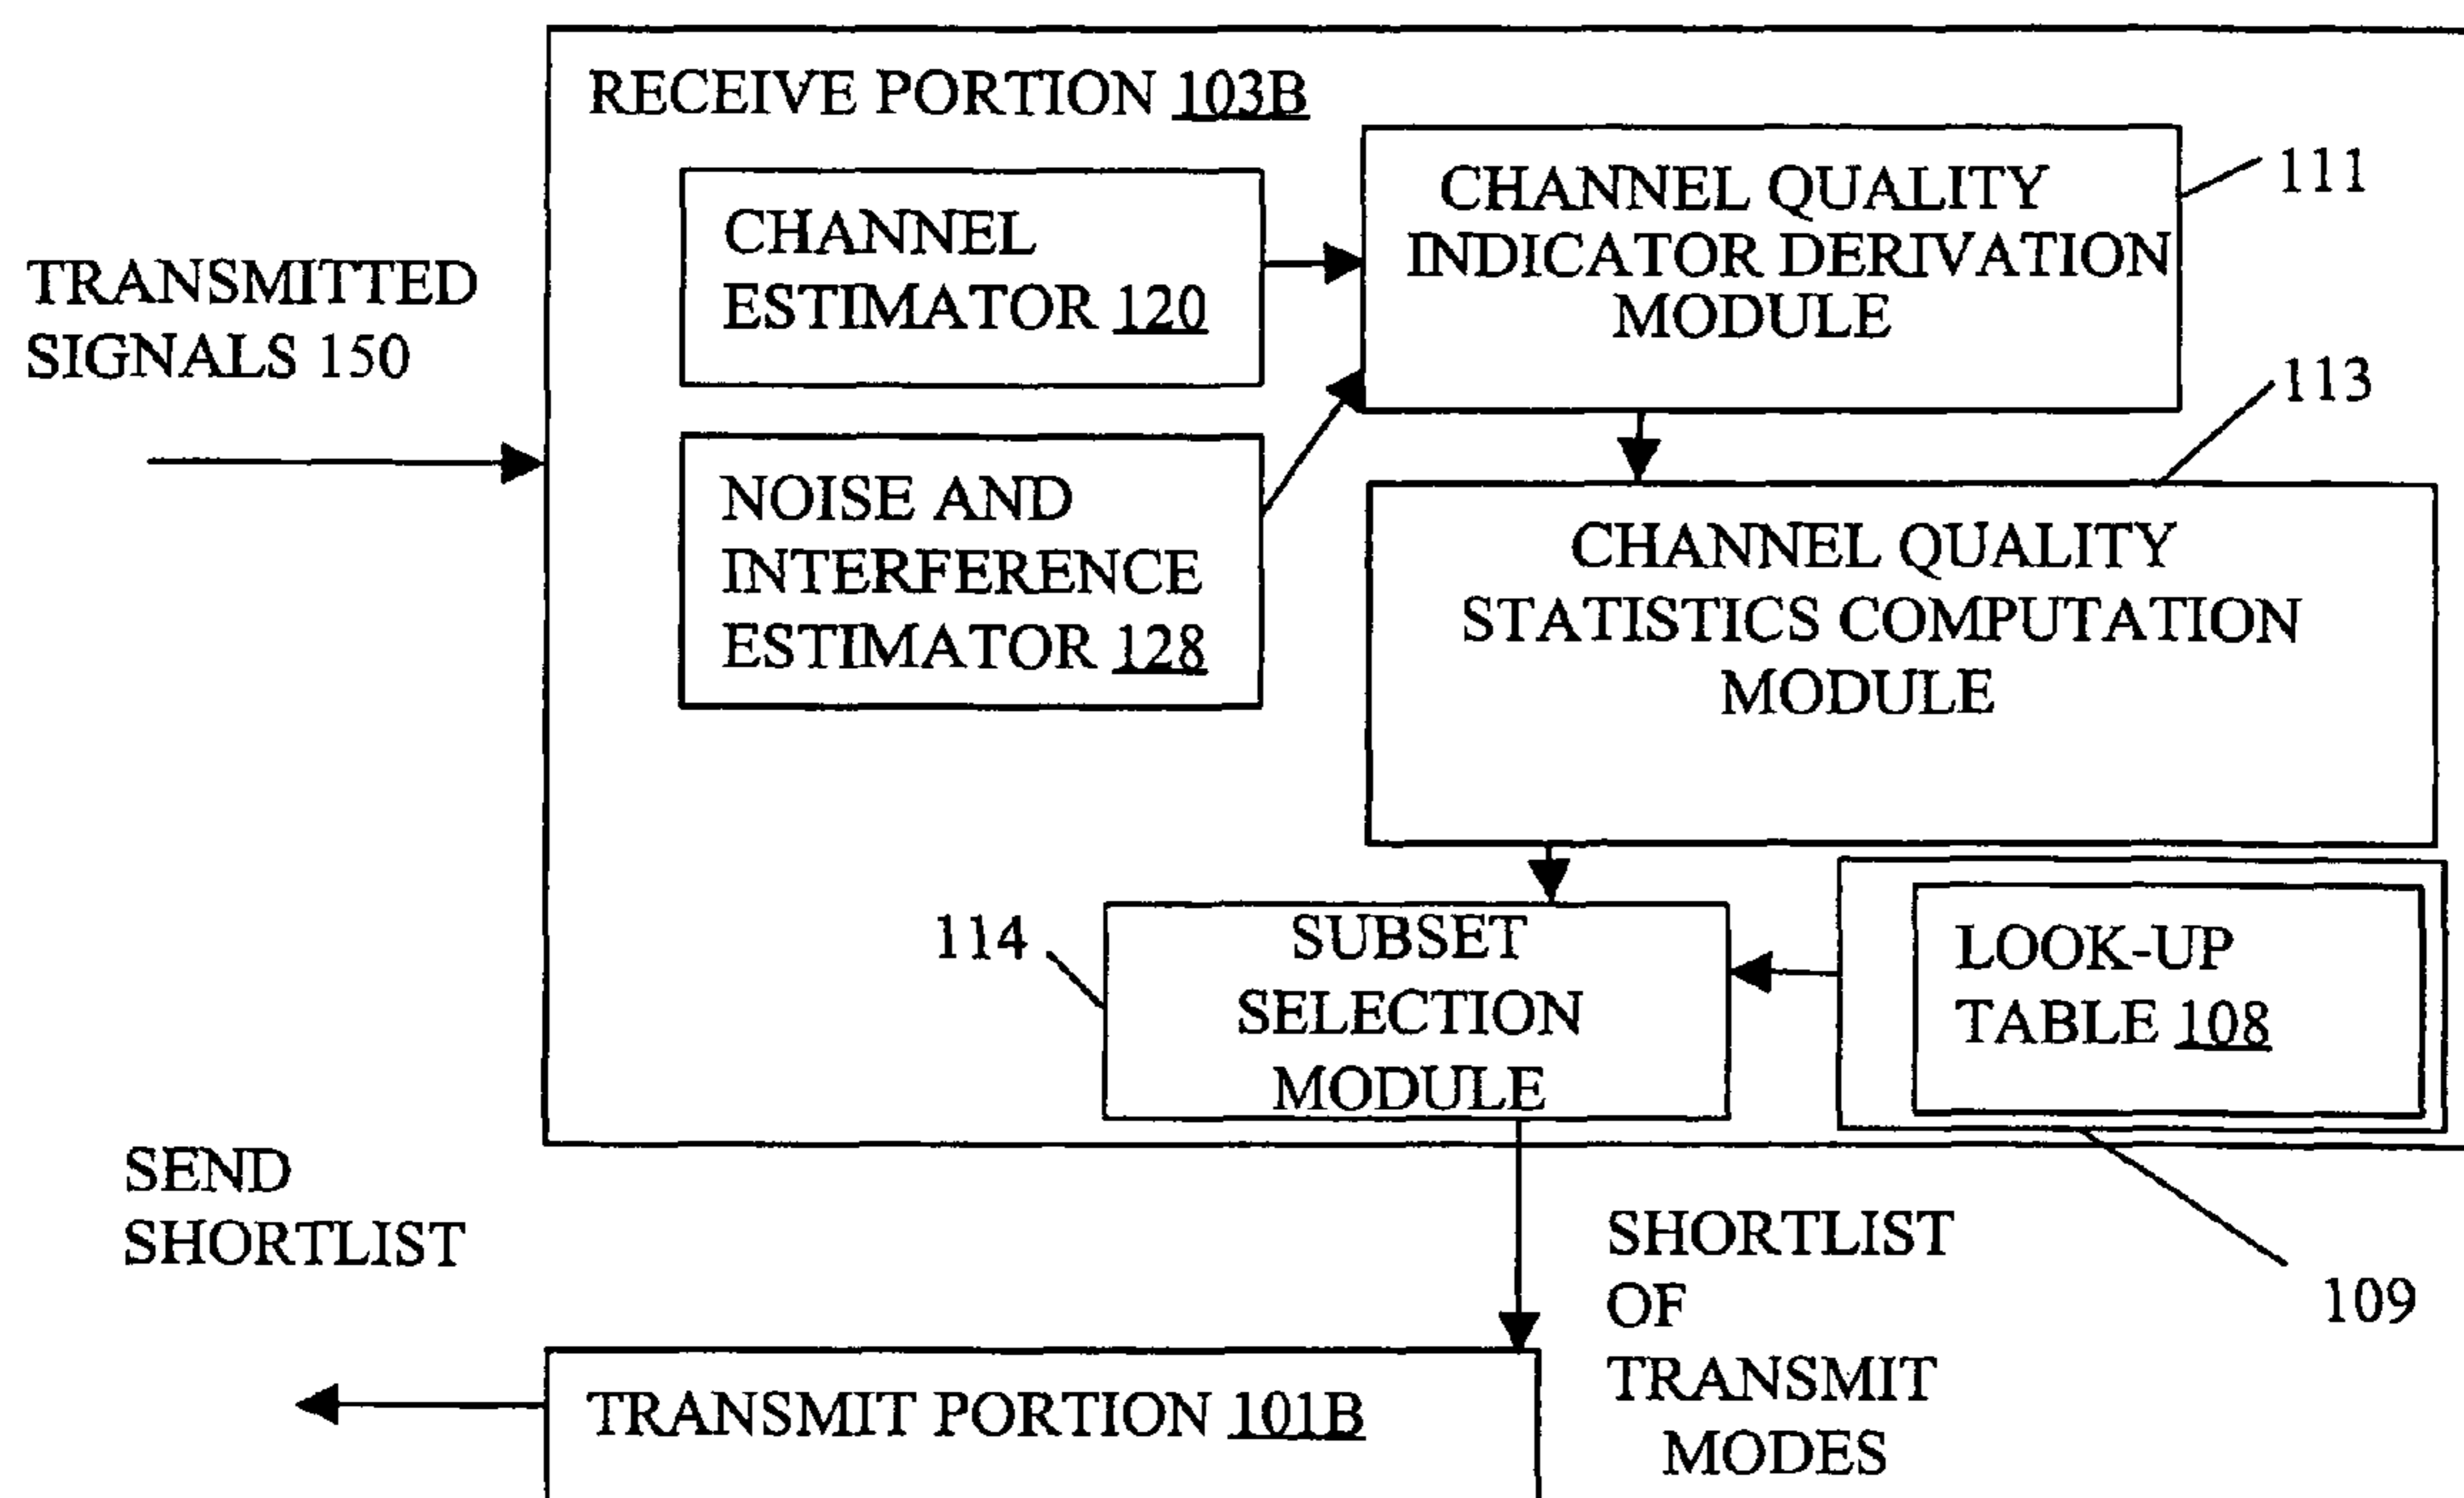 RECEIVE PORTION 103B
CHANNEL
ESTIMATOR 120
CHANNEL QUALITY
INDICATOR DERIVATION
MODULE
111
TRANSMITTED
SIGNALS 150
113
NOISE AND
INTERFERENCE
ESTIMATOR 128
CHANNEL QUALITY
STATISTICS COMPUTATION
MODULE
114
SUBSET
SELECTION
MODULE
LOOK-UP
TABLE 108
SEND
SHORTLIST
SHORTLIST
OF
TRANSMIT
MODES
109
TRANSMIT PORTION 101B